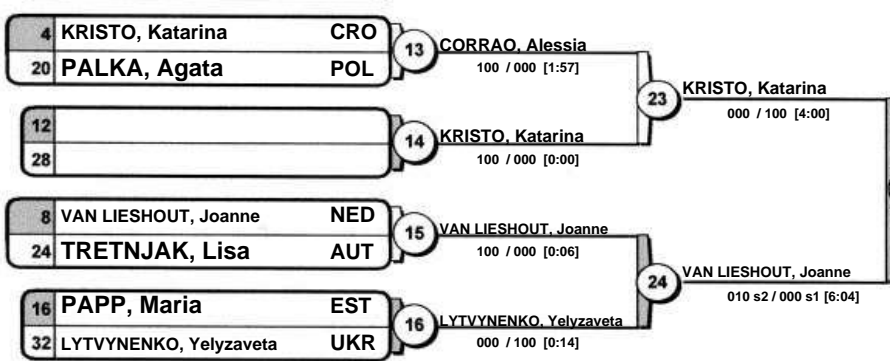 4 KRISTO, Katarina CRO
20 PALKA, Agata POL
13
CORRAO, Alessia
100 / 000 [1:57]
12
28
14
KRISTO, Katarina
100 / 000 [0:00]
23
KRISTO, Katarina
000 / 100 [4:00]
8 VAN LIESHOUT, Joanne NED
24 TRETNJAK, Lisa AUT
15
VAN LIESHOUT, Joanne
100 / 000 [0:06]
16 PAPP, Maria EST
32 LYTVYNENKO, Yelyzaveta UKR
16
LYTVYNENKO, Yelyzaveta
000 / 100 [0:14]
24
VAN LIESHOUT, Joanne
010 s2 / 000 s1 [6:04]